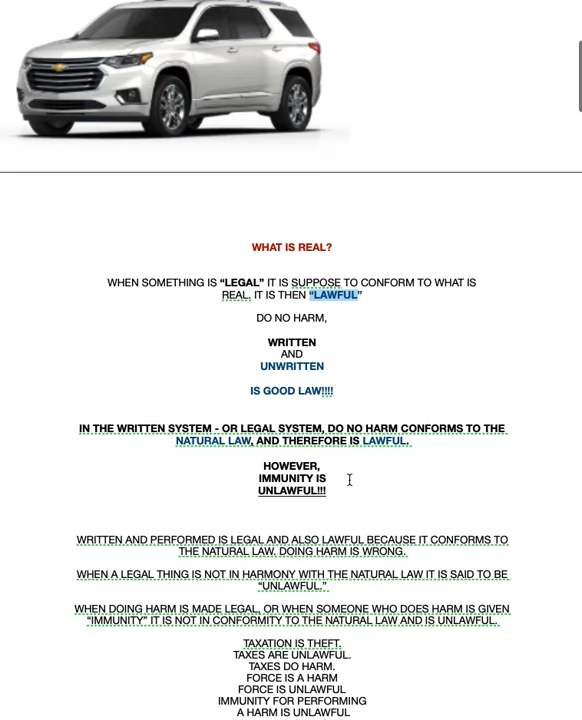 WHAT IS REAL?
WHEN SOMETHING IS “LEGAL” IT IS SUPPOSE TO CONFORM TO WHAT IS
REAL. IT IS THEN “LAWFUL”
DO NO HARM,
WRITTEN
AND
UNWRITTEN
IS GOOD LAW!!!!
IN THE WRITTEN SYSTEM - OR LEGAL SYSTEM, DO NO HARM CONFORMS TO THE
NATURAL LAW, AND THEREFORE IS LAWFUL.
HOWEVER,
IMMUNITY IS
UNLAWFUL!!!
WRITTEN AND PERFORMED IS LEGAL AND ALSO LAWFUL BECAUSE IT CONFORMS TO
THE NATURAL LAW. DOING HARM IS WRONG.
WHEN A LEGAL THING IS NOT IN HARMONY WITH THE NATURAL LAW IT IS SAID TO BE
“UNLAWFUL.”
WHEN DOING HARM IS MADE LEGAL, OR WHEN SOMEONE WHO DOES HARM IS GIVEN
“IMMUNITY” IT IS NOT IN CONFORMITY TO THE NATURAL LAW AND IS UNLAWFUL.
TAXATION IS THEFT.
TAXES ARE UNLAWFUL.
TAXES DO HARM.
FORCE IS A HARM
FORCE IS UNLAWFUL
IMMUNITY FOR PERFORMING
A HARM IS UNLAWFUL